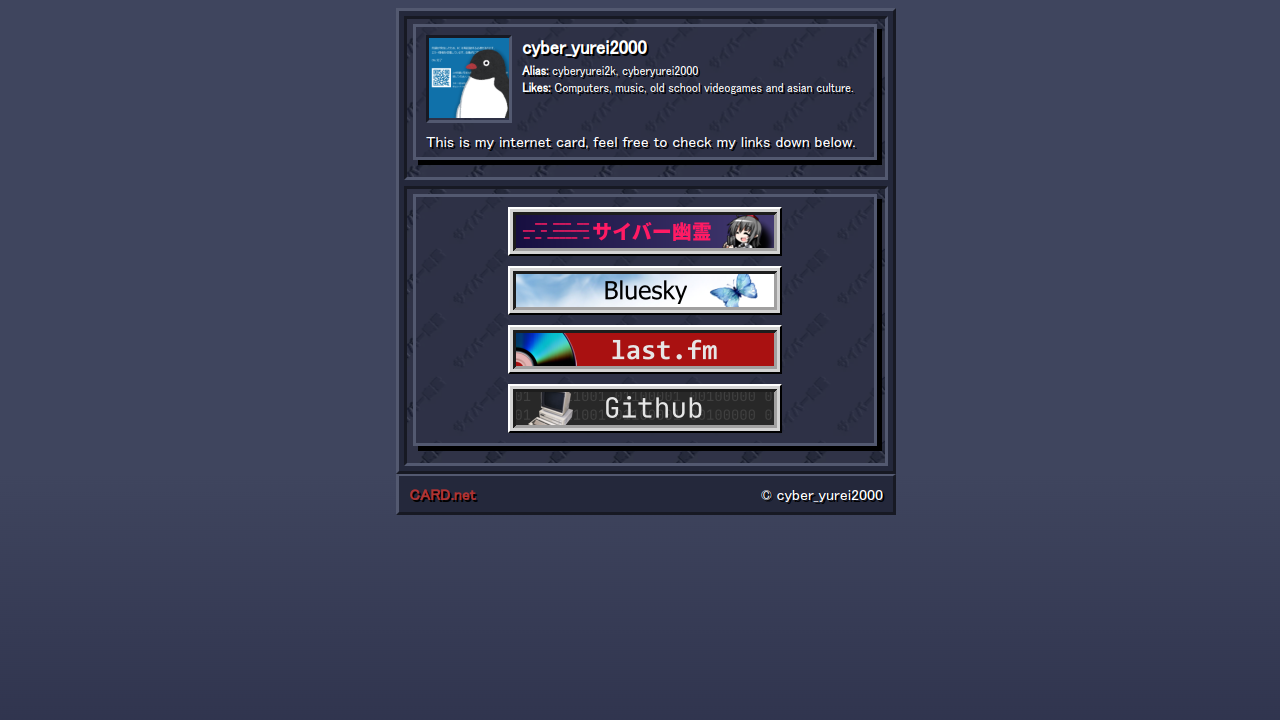 cyber_yurei2000
Alias: cyberyurei2k, cyberyurei2000
Likes: Computers, music, old school videogames and asian culture.
This is my internet card, feel free to check my links down below.
サイバー幽霊
Bluesky
last.fm
Github
CARD.net
© cyber_yurei2000